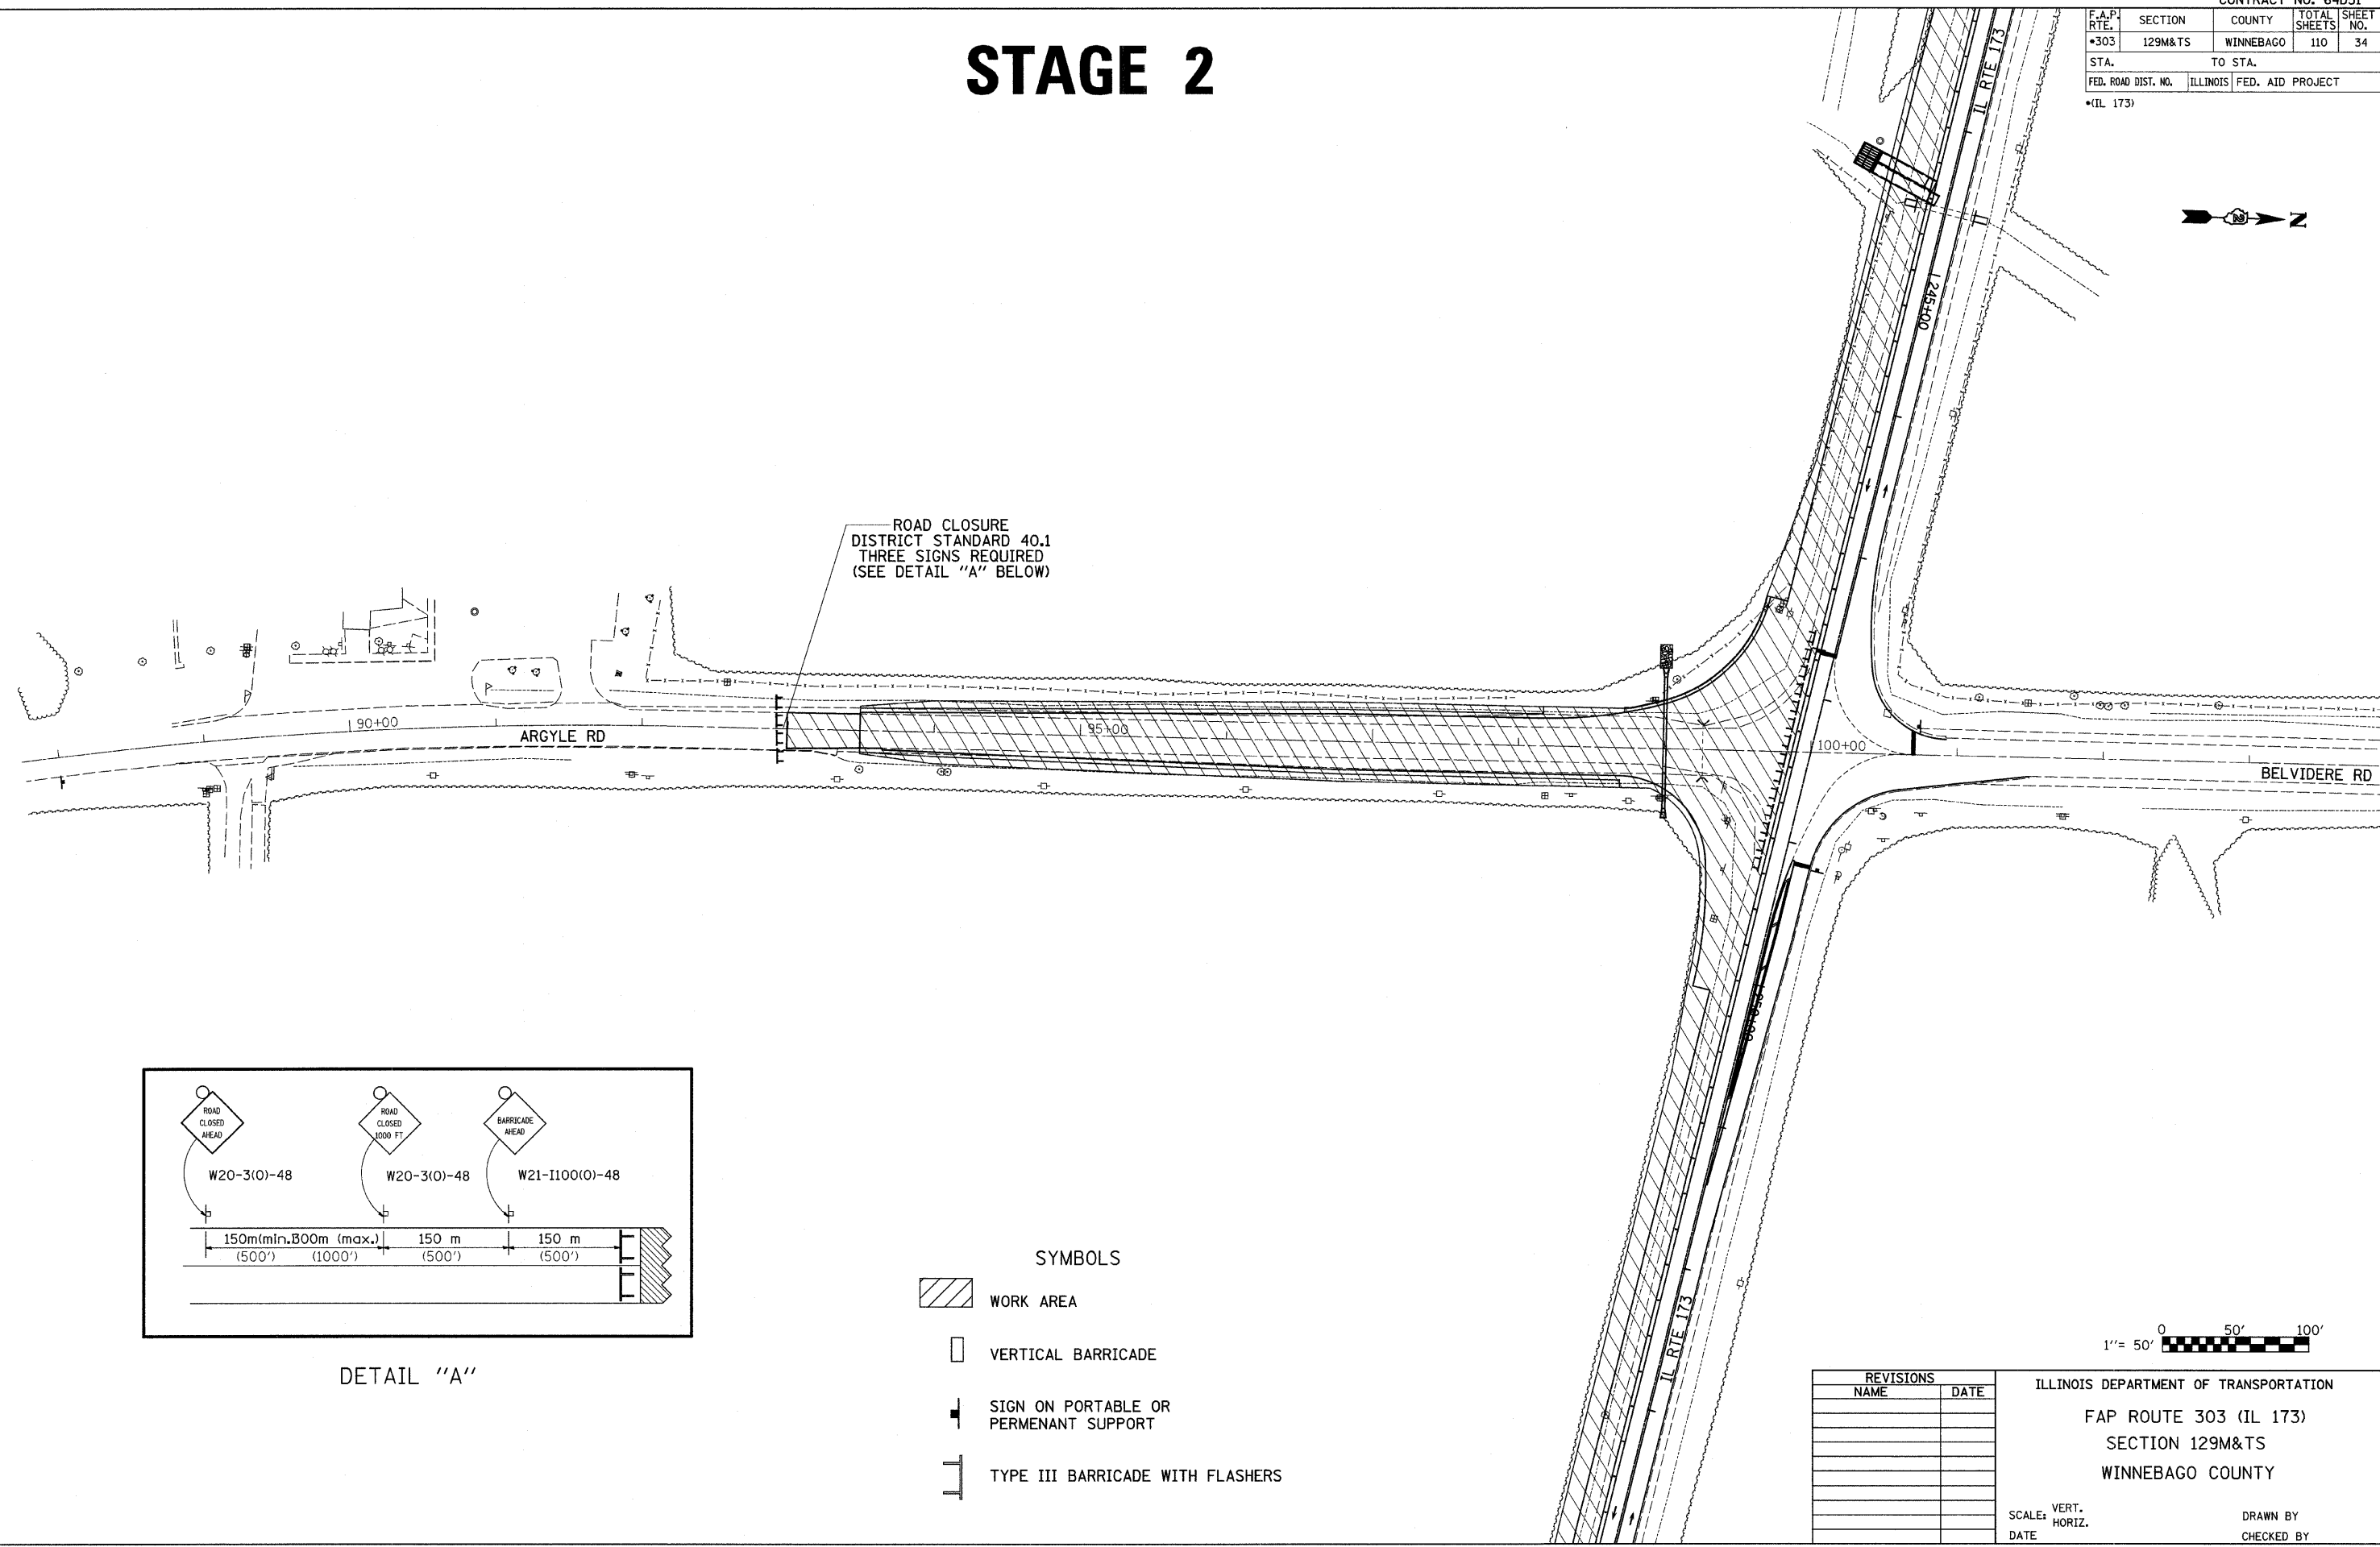 STAGE 2
F.A.P. RTE. SECTION COUNTY TOTAL SHEETS SHEET NO.
•303 129M&TS WINNEBAGO 110 34
STA. TO STA.
FED. ROAD DIST. NO. ILLINOIS FED. AID PROJECT
•(IL 173)
IL RTE 173
N
245+00
ROAD CLOSURE
DISTRICT STANDARD 40.1
THREE SIGNS REQUIRED
(SEE DETAIL "A" BELOW)
90+00
ARGYLE RD
95+00
100+00
BELVIDERE RD
250+00
ROAD
CLOSED
AHEAD
ROAD
CLOSED
1000 FT
BARRICADE
AHEAD
W20-3(O)-48 W20-3(O)-48 W21-I100(O)-48
150m(min.300m (max.) 150 m 150 m
(500') (1000') (500') (500')
DETAIL "A"
SYMBOLS
WORK AREA
VERTICAL BARRICADE
SIGN ON PORTABLE OR
PERMENANT SUPPORT
TYPE III BARRICADE WITH FLASHERS
IL RTE 173
0 50' 100'
1"= 50'
REVISIONS
NAME DATE
ILLINOIS DEPARTMENT OF TRANSPORTATION
FAP ROUTE 303 (IL 173)
SECTION 129M&TS
WINNEBAGO COUNTY
SCALE: VERT.
HORIZ.
DRAWN BY
DATE
CHECKED BY